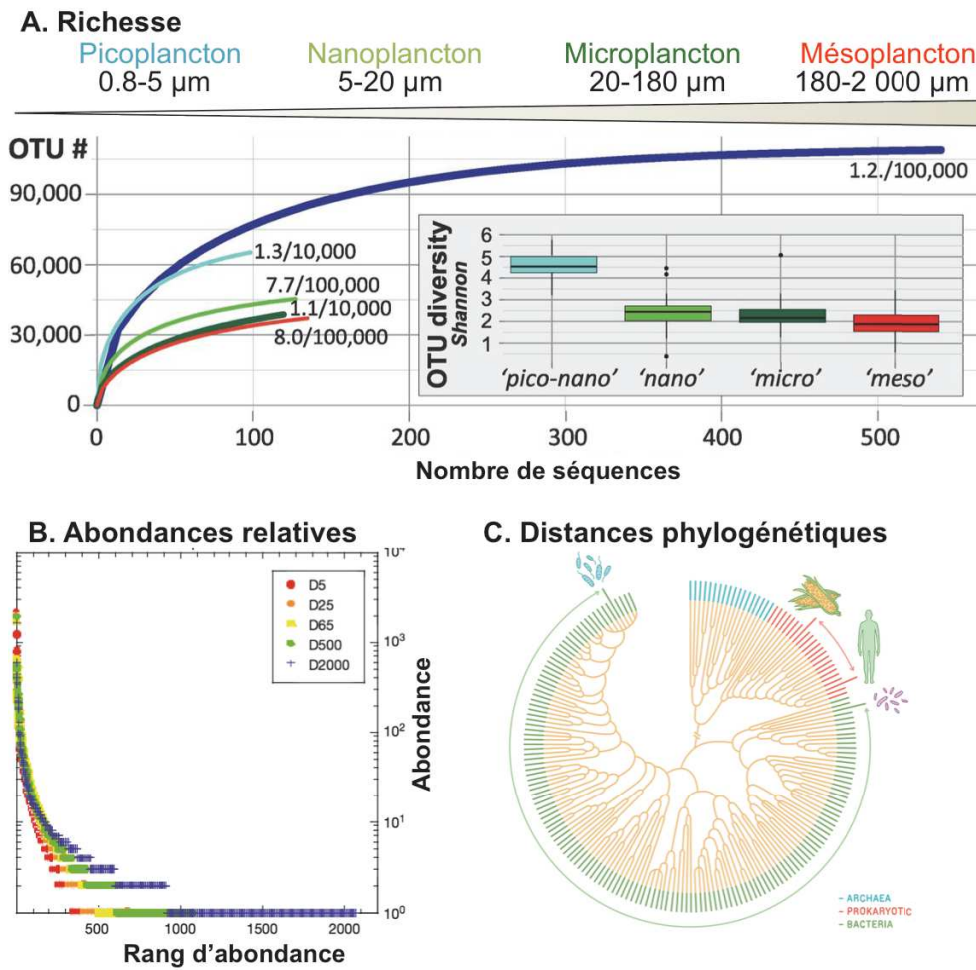 A. Richesse
Picoplancton Nanoplancton Microplancton Mésoplancton
0.8-5 µm 5-20 µm 20-180 µm 180-2 000 µm
OTU #
90,000
60,000
30,000
0
1.2./100,000
1.3/10,000
7.7/100,000
1.1/10,000
8.0/100,000
OTU diversity
Shannon
6
5
4
3
2
1
'pico-nano' 'nano' 'micro' 'meso'
0 100 200 300 400 500
Nombre de séquences
B. Abondances relatives
D5
D25
D65
D500
D2000
10⁴
10³
10²
10¹
10⁰
Abondance
500 1000 1500 2000
Rang d'abondance
C. Distances phylogénétiques
- ARCHAEA
- PROKARYOTIC
- BACTERIA